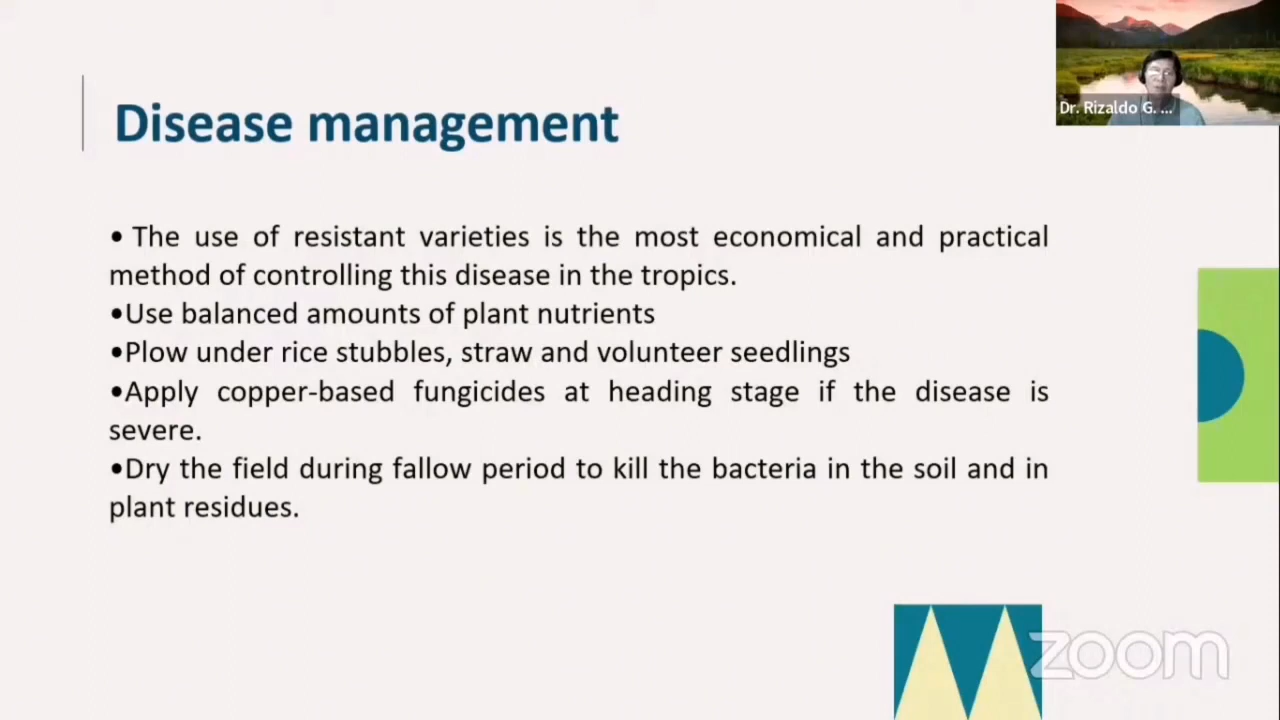 Dr. Rizaldo G. ...
Disease management
• The use of resistant varieties is the most economical and practical
method of controlling this disease in the tropics.
•Use balanced amounts of plant nutrients
•Plow under rice stubbles, straw and volunteer seedlings
•Apply copper-based fungicides at heading stage if the disease is
severe.
•Dry the field during fallow period to kill the bacteria in the soil and in
plant residues.
zoom